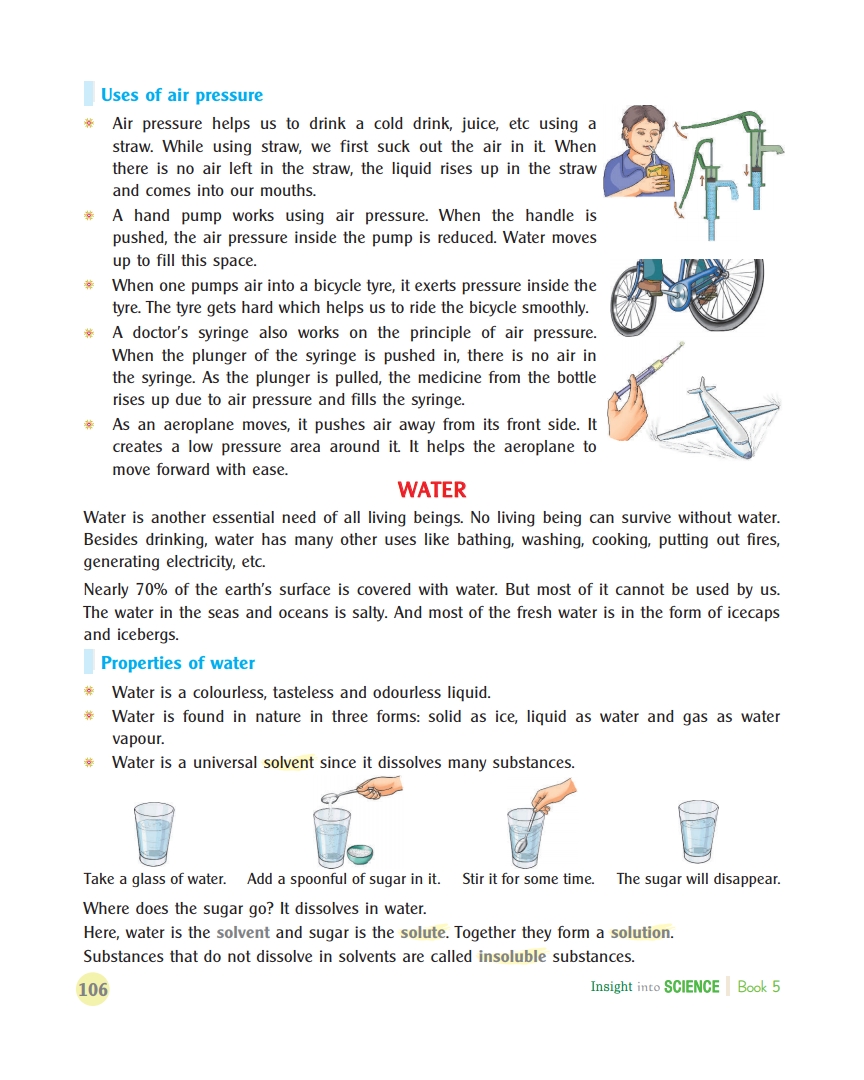 Uses of air pressure
Air pressure helps us to drink a cold drink, juice, etc using a
straw. While using straw, we first suck out the air in it. When
there is no air left in the straw, the liquid rises up in the straw
and comes into our mouths.
A hand pump works using air pressure. When the handle is
pushed, the air pressure inside the pump is reduced. Water moves
up to fill this space.
When one pumps air into a bicycle tyre, it exerts pressure inside the
tyre. The tyre gets hard which helps us to ride the bicycle smoothly.
A doctor's syringe also works on the principle of air pressure.
When the plunger of the syringe is pushed in, there is no air in
the syringe. As the plunger is pulled, the medicine from the bottle
rises up due to air pressure and fills the syringe.
As an aeroplane moves, it pushes air away from its front side. It
creates a low pressure area around it. It helps the aeroplane to
move forward with ease.
WATER
Water is another essential need of all living beings. No living being can survive without water.
Besides drinking, water has many other uses like bathing, washing, cooking, putting out fires,
generating electricity, etc.
Nearly 70% of the earth's surface is covered with water. But most of it cannot be used by us.
The water in the seas and oceans is salty. And most of the fresh water is in the form of icecaps
and icebergs.
Properties of water
Water is a colourless, tasteless and odourless liquid.
Water is found in nature in three forms: solid as ice, liquid as water and gas as water
vapour.
Water is a universal solvent since it dissolves many substances.
Take a glass of water. Add a spoonful of sugar in it. Stir it for some time. The sugar will disappear.
Where does the sugar go? It dissolves in water.
Here, water is the solvent and sugar is the solute. Together they form a solution.
Substances that do not dissolve in solvents are called insoluble substances.
106 Insight into SCIENCE Book 5